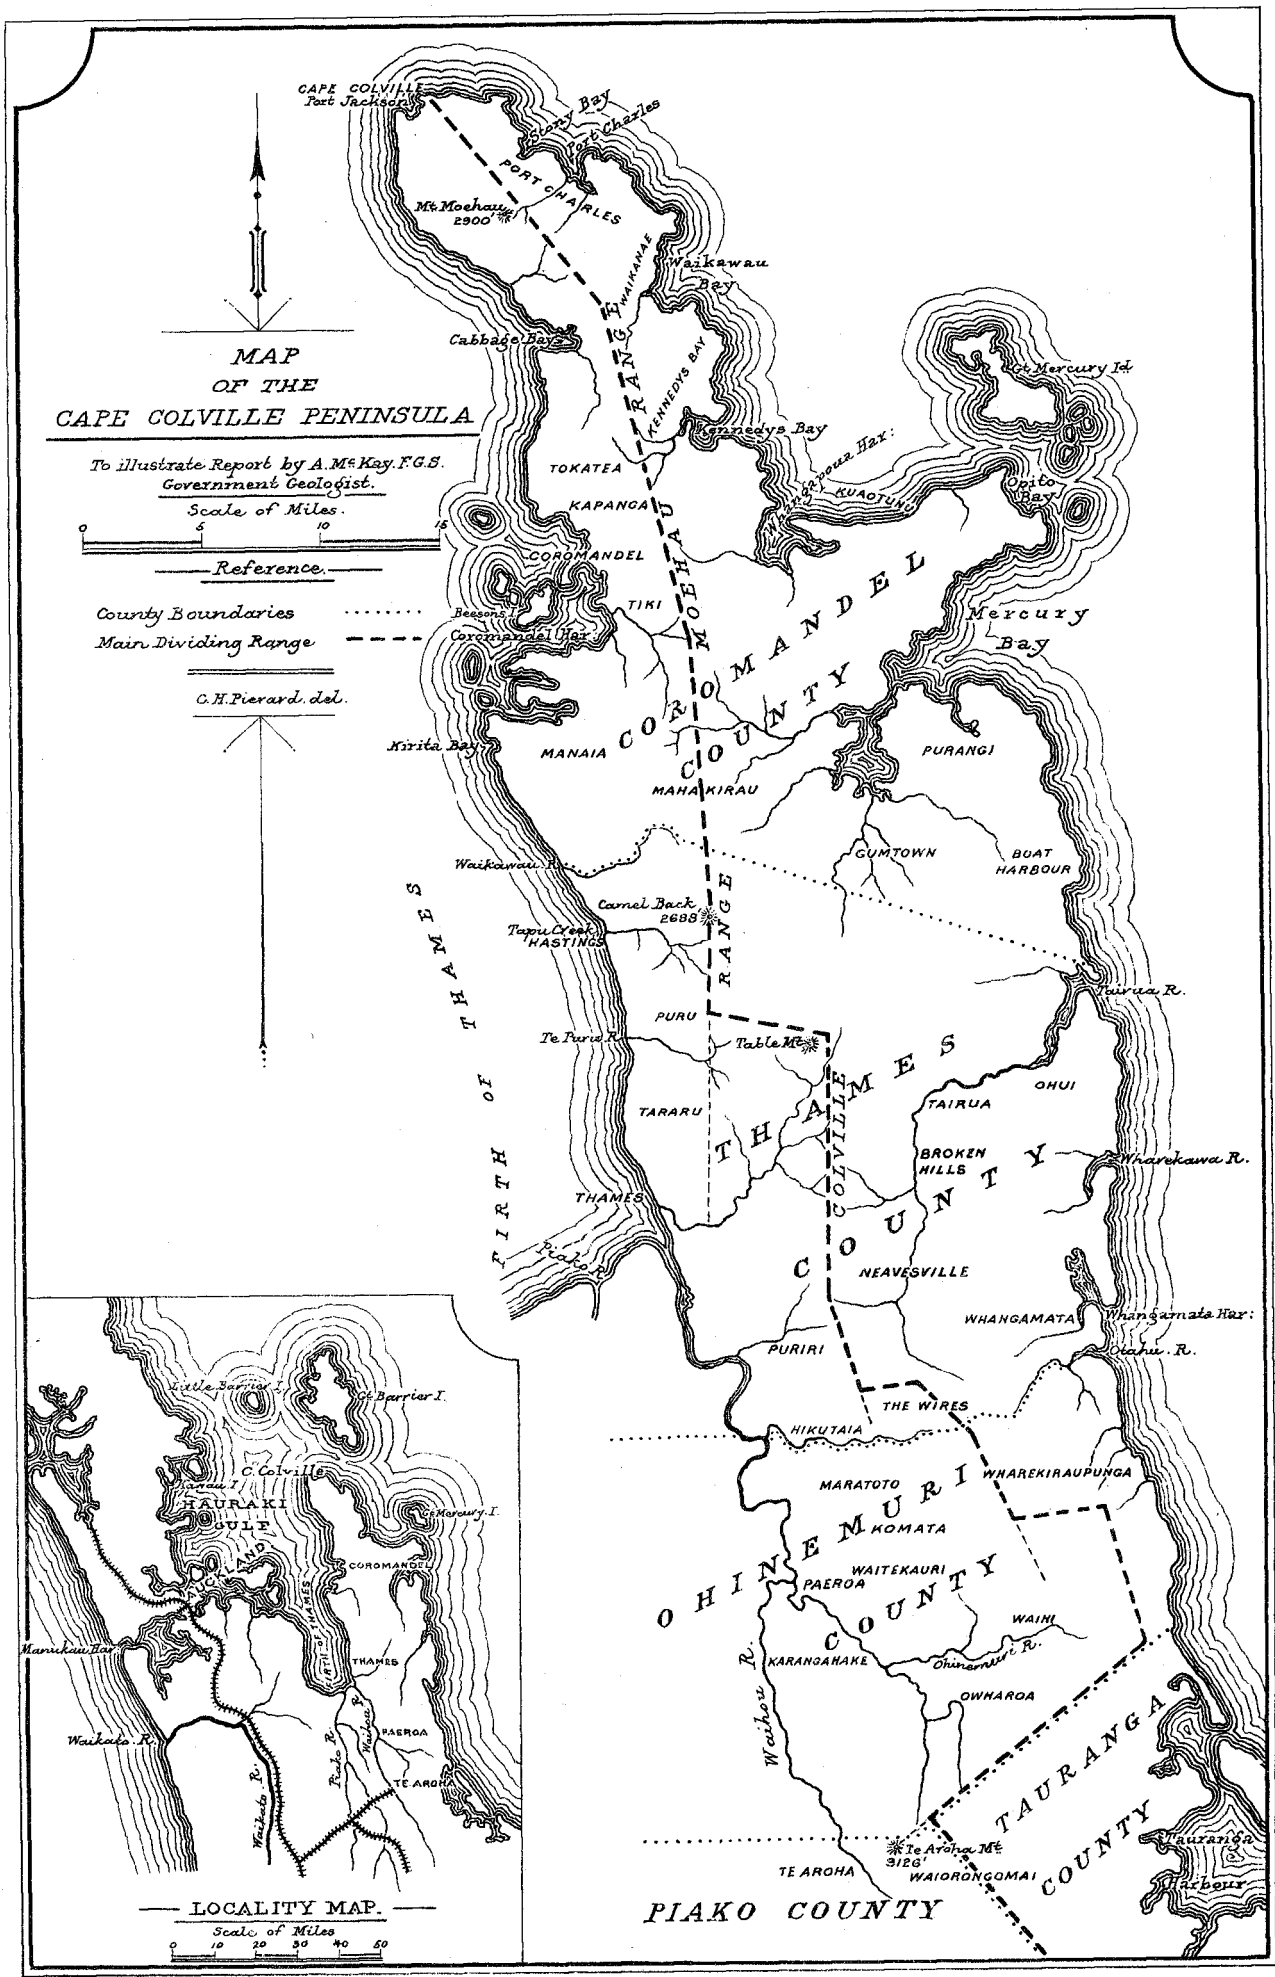 CAPE COLVILLE
Port Jackson
Stony Bay
Port Charles
PORT CHARLES
Mt. Moehau
2900'
WAIKANAE
Waikawau
Bay
Cabbage Bay
MOEHAU RANGE
KENNEDYS BAY
Kennedys Bay
Gt. Mercury Id.
MAP
OF THE
CAPE COLVILLE PENINSULA
To illustrate Report by A. McKay. F.G.S.
Government Geologist.
Scale of Miles.
0 5 10 15
Reference.
County Boundaries
Main Dividing Range
C.H. Pierard. del.
TOKATEA
KAPANGA
Whangapoua Har:
KUAOTUNU
Opito
Bay
COROMANDEL
Beesons I.
TIKI
Coromandel Har:
COROMANDEL
COUNTY
Mercury
Bay
Kirita Bay
MANAIA
MAHAKIRAU
PURANGI
Waikawau R.
GUMTOWN
BOAT
HARBOUR
Camel Back
2688'
Tapu Creek
HASTINGS
COLVILLE RANGE
Tairua R.
PURU
Te Puru R.
Table Mt.
FIRTH OF THAMES
TARARU
THAMES
COUNTY
OHUI
TAIRUA
BROKEN
HILLS
Wharekawa R.
THAMES
Piako R.
NEAVESVILLE
WHANGAMATA
Whangamata Har:
Otahu. R.
PURIRI
THE WIRES
HIKUTAIA
MARATOTO
WHAREKIRAUPUNGA
KOMATA
OHINEMURI
COUNTY
WAITEKAURI
PAEROA
WAIHI
KARANGAHAKE
Ohinemuri R.
Waihou R.
OWHAROA
TAURANGA
COUNTY
Tauranga
Harbour
Te Aroha Mt.
3126'
TE AROHA
WAIORONGOMAI
PIAKO COUNTY
Little Barrier I.
Gt. Barrier I.
C. Colville
Kawau I.
HAURAKI
GULF
Gt. Mercury I.
AUCKLAND
COROMANDEL
FIRTH OF THAMES
Manukau Har.
THAMES
Waikato. R.
Waikato R.
Piako R.
Waihou R.
PAEROA
TE AROHA
LOCALITY MAP.
Scale of Miles
0 10 20 30 40 50